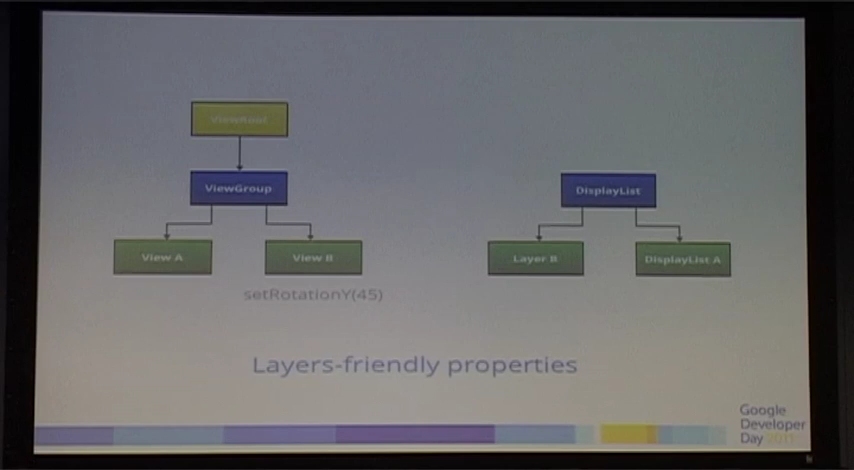 ViewRoot
ViewGroup
DisplayList
View A
View B
Layer B
DisplayList A
setRotationY(45)
Layers-friendly properties
Google
Developer
Day 2011